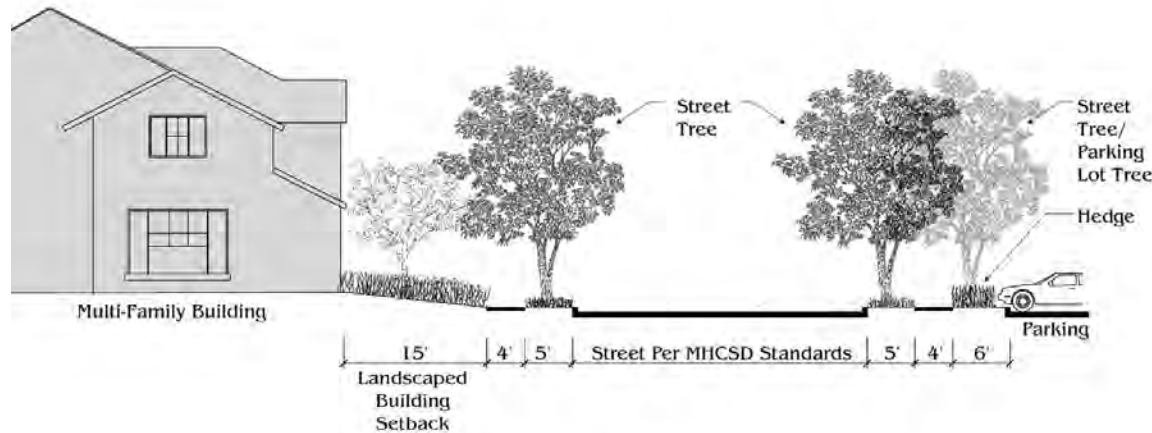 Street
Tree
Street
Tree/
Parking
Lot Tree
Hedge
Multi-Family Building
Parking
15' 4' 5' Street Per MHCSD Standards 5' 4' 6'
Landscaped
Building
Setback